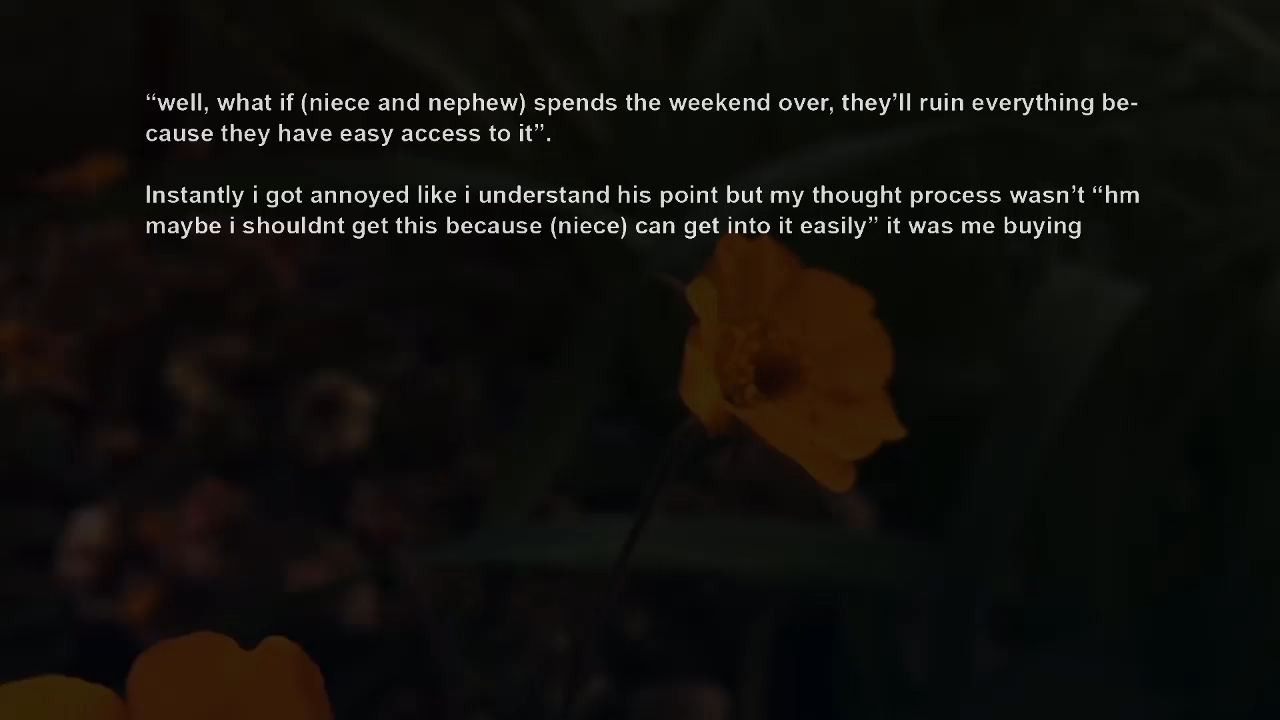 “well, what if (niece and nephew) spends the weekend over, they’ll ruin everything be-
cause they have easy access to it”.
Instantly i got annoyed like i understand his point but my thought process wasn’t “hm
maybe i shouldnt get this because (niece) can get into it easily” it was me buying